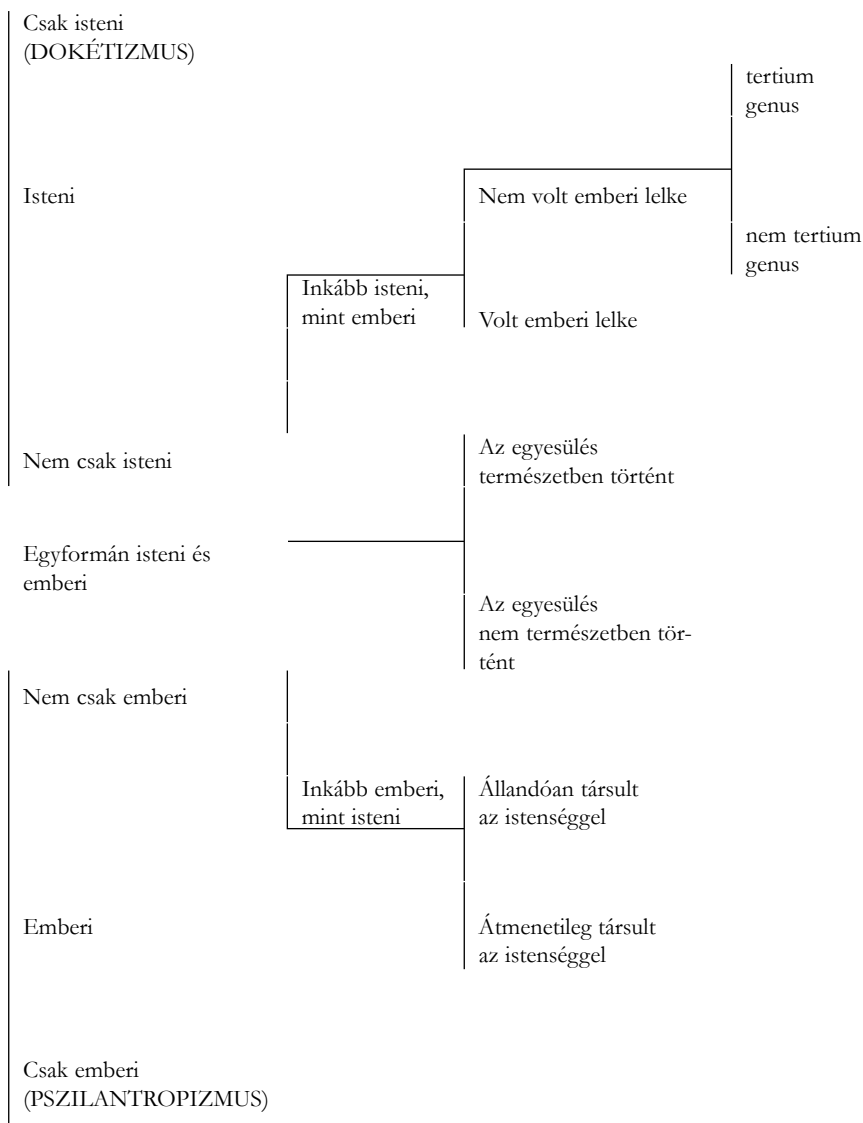 Csak isteni
(DOKÉTIZMUS)
tertium
genus
Isteni
Nem volt emberi lelke
nem tertium
genus
Inkább isteni,
mint emberi
Volt emberi lelke
Nem csak isteni
Az egyesülés
természetben történt
Egyformán isteni és
emberi
Az egyesülés
nem természetben tör-
tént
Nem csak emberi
Inkább emberi,
mint isteni
Állandóan társult
az istenséggel
Emberi
Átmenetileg társult
az istenséggel
Csak emberi
(PSZILANTROPIZMUS)